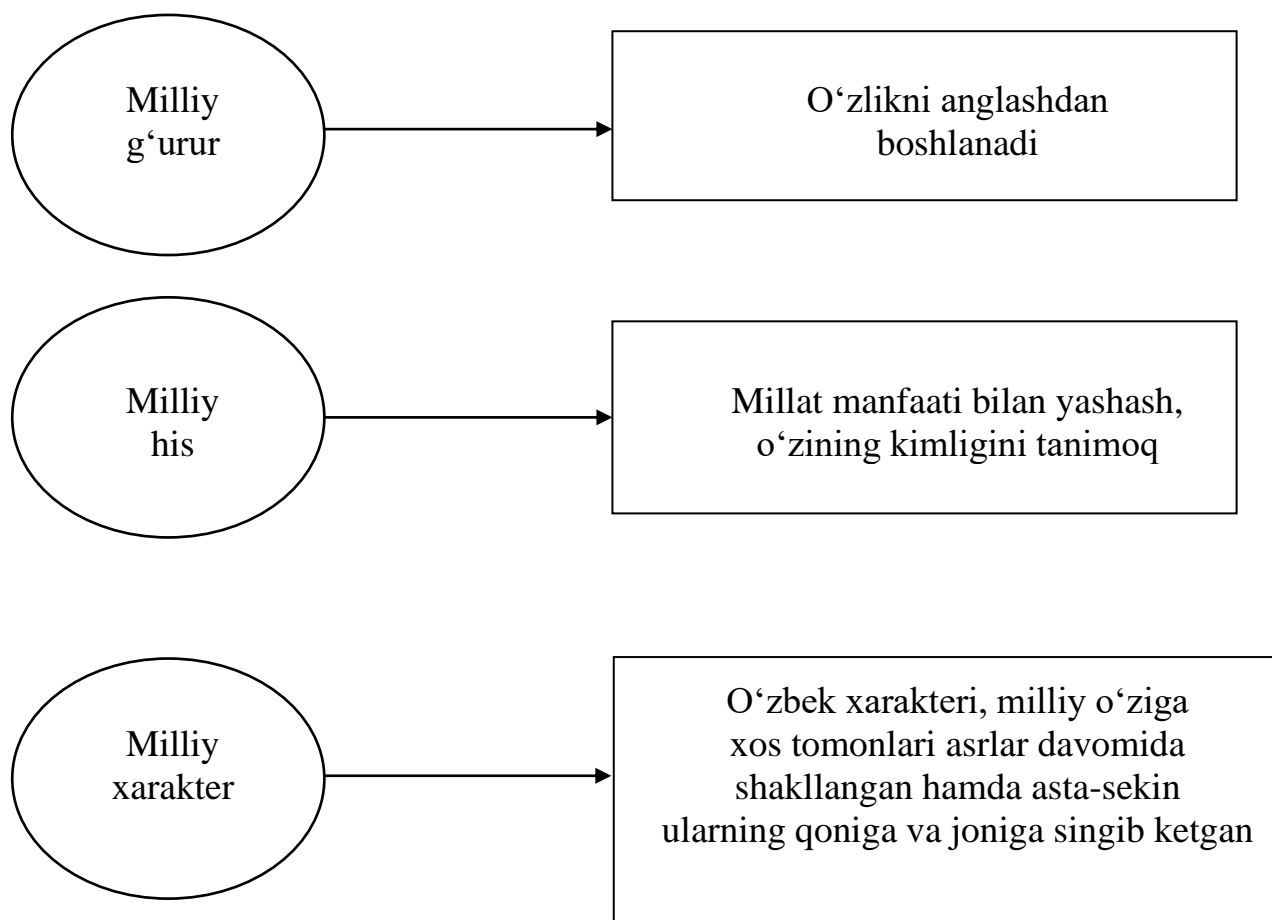 Milliy
g‘urur
O‘zlikni anglashdan
boshlanadi
Milliy
his
Millat manfaati bilan yashash,
o‘zining kimligini tanimoq
Milliy
xarakter
O‘zbek xarakteri, milliy o‘ziga
xos tomonlari asrlar davomida
shakllangan hamda asta-sekin
ularning qoniga va joniga singib ketgan